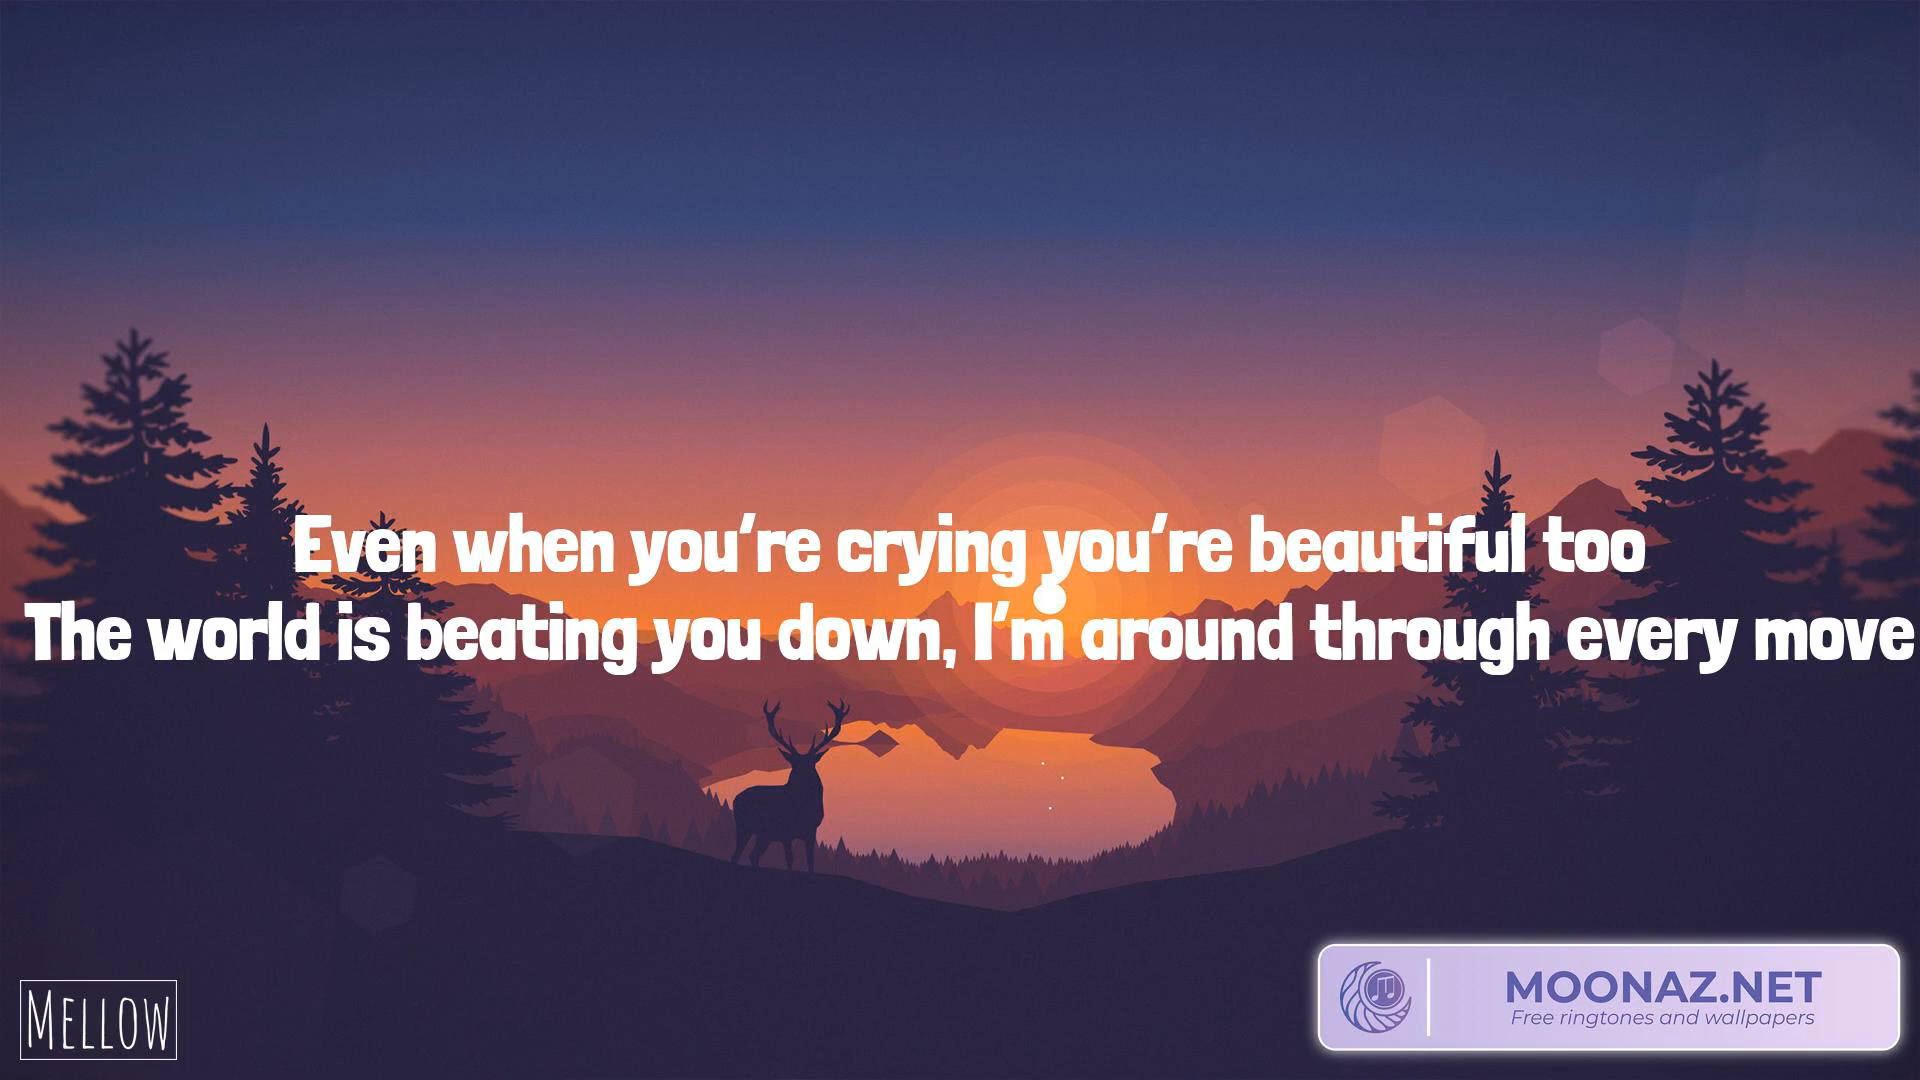 Even when you’re crying you’re beautiful too
The world is beating you down, I’m around through every move
MELLOW
MOONAZ.NET
Free ringtones and wallpapers